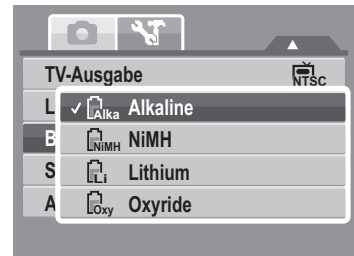 TV-Ausgabe NTSC
L
Alka Alkaline
B
NiMH NiMH
S
Li Lithium
A
Oxy Oxyride